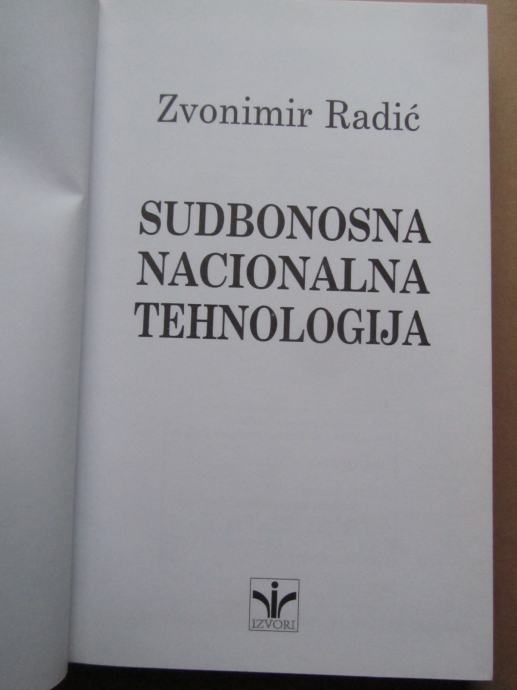 Zvonimir Radić
SUDBONOSNA
NACIONALNA
TEHNOLOGIJA
IZVORI